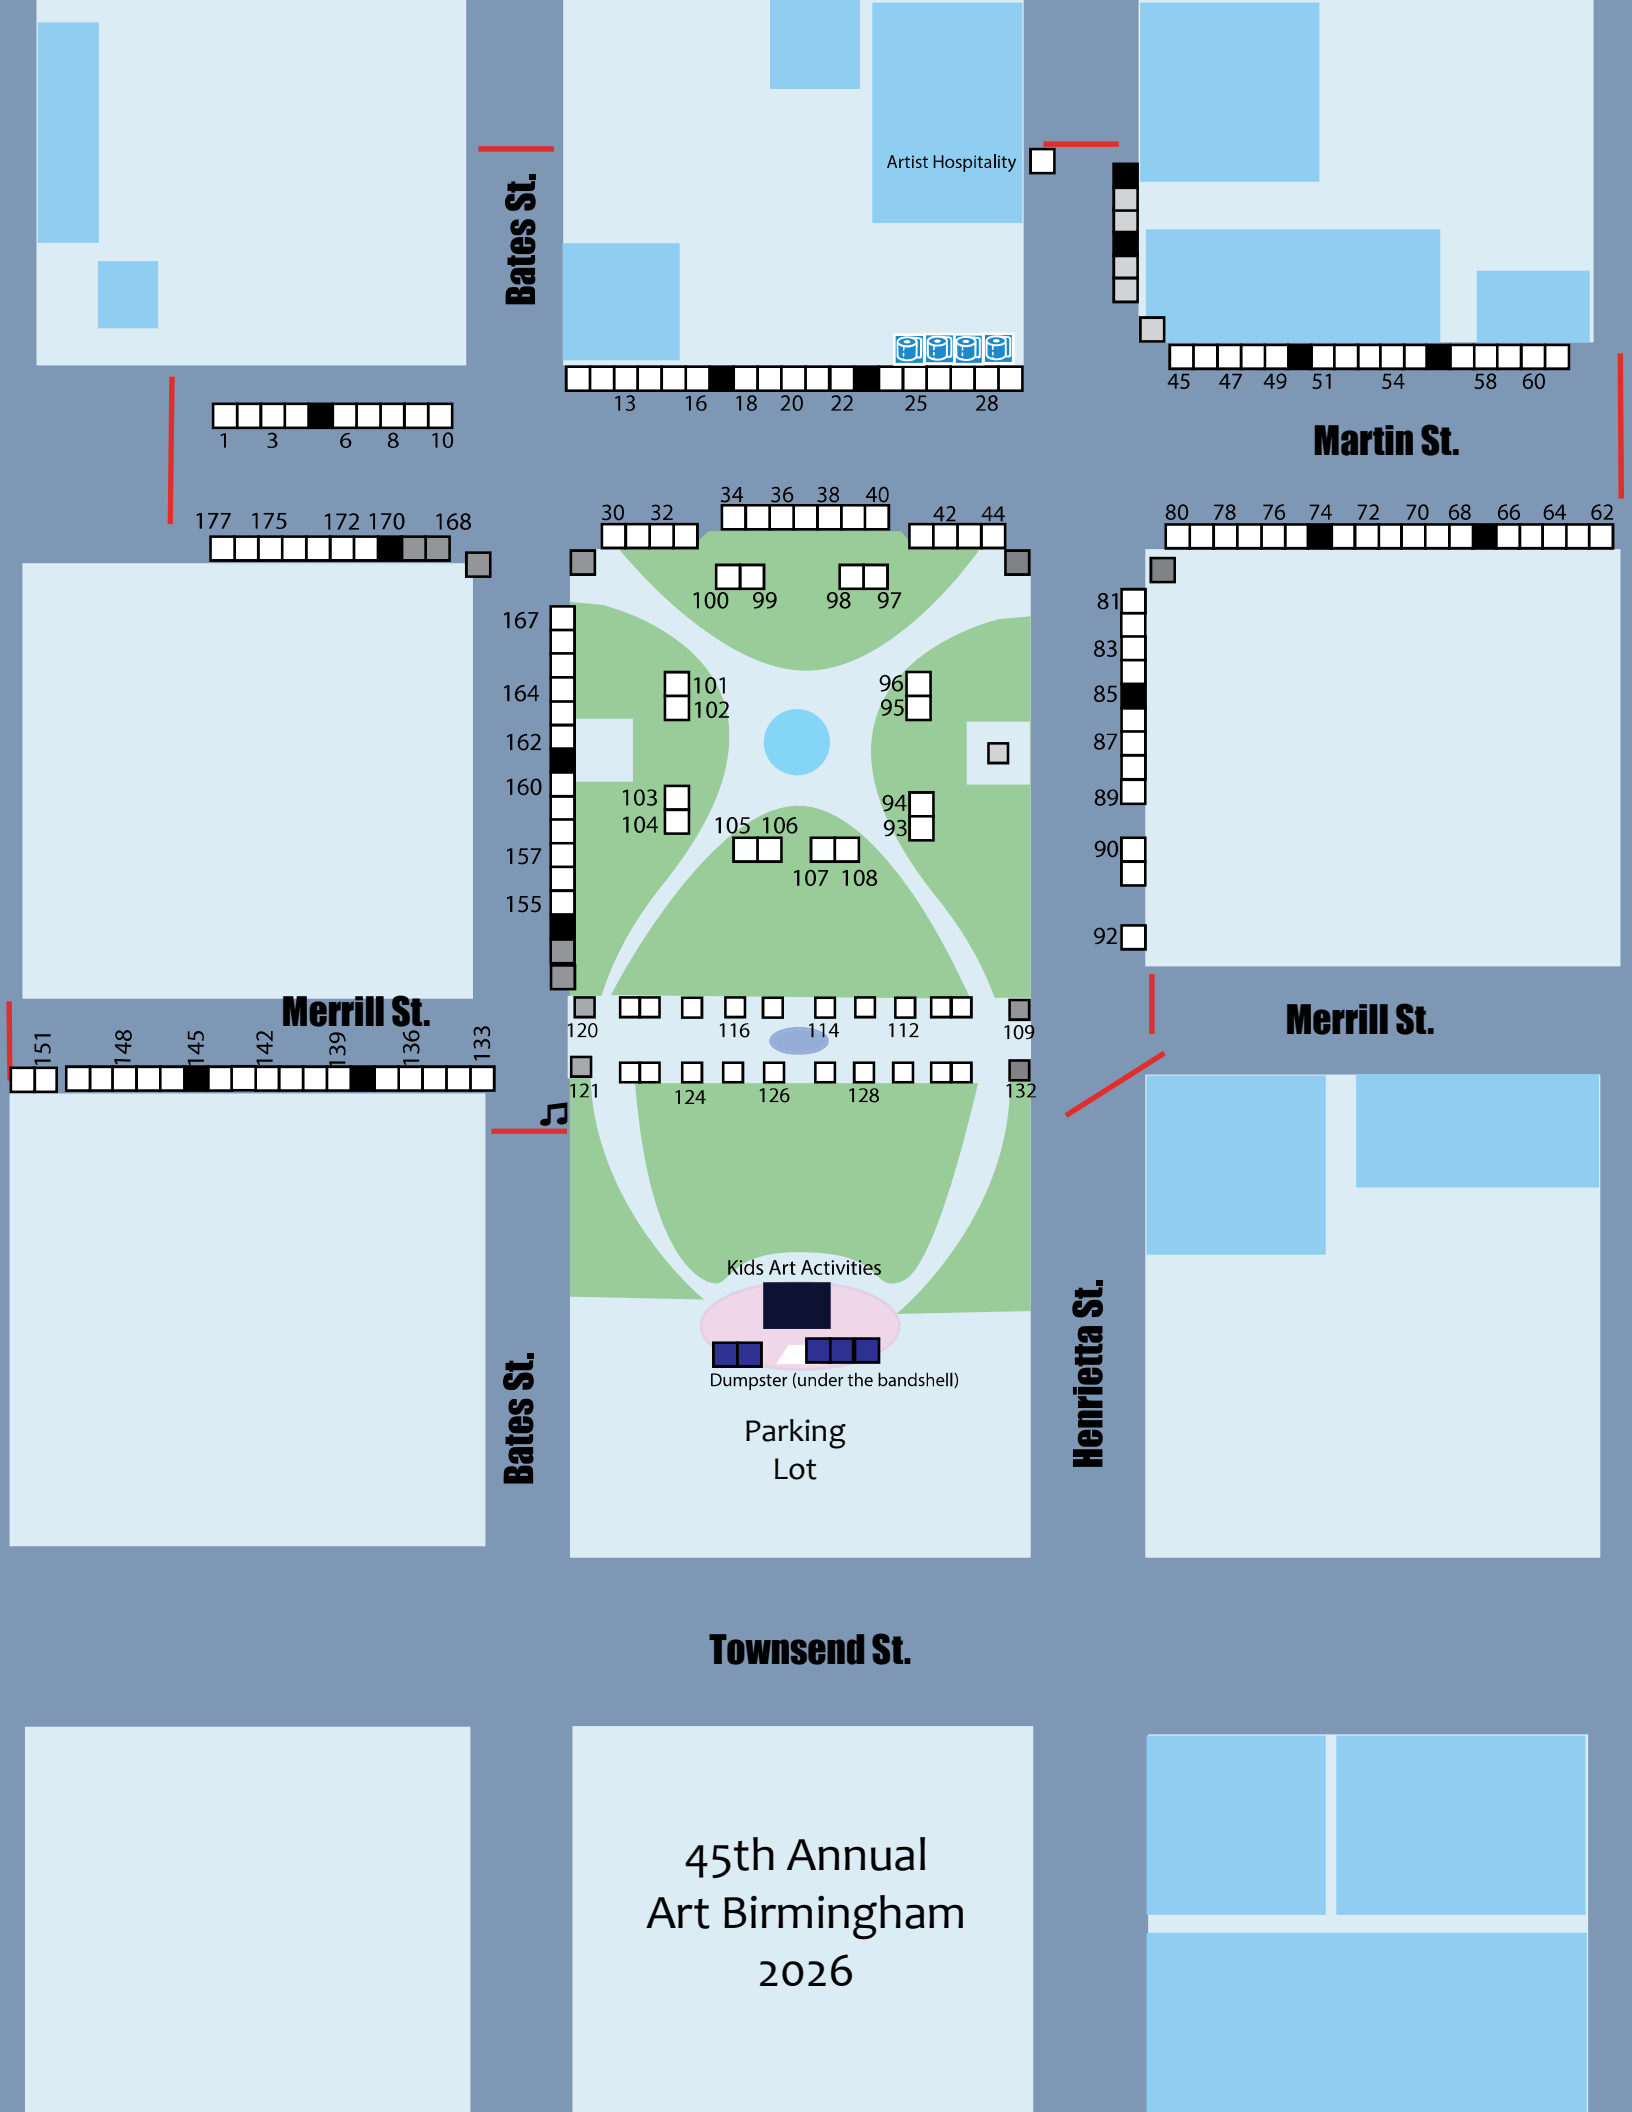 Artist Hospitality
Bates St.
13 16 18 20 22 25 28
45 47 49 51 54 58 60
1 3 6 8 10
Martin St.
34 36 38 40
30 32 42 44
177 175 172 170 168
80 78 76 74 72 70 68 66 64 62
100 99 98 97
167
81
83
164
101
102
96
95
85
162
87
160
103
104
94
93
89
105 106
157
90
107 108
155
92
Merrill St.
Merrill St.
120 116 114 112 109
151 148 145 142 139 136 133
121 124 126 128 132
Kids Art Activities
Dumpster (under the bandshell)
Bates St.
Henrietta St.
Parking
Lot
Townsend St.
45th Annual
Art Birmingham
2026